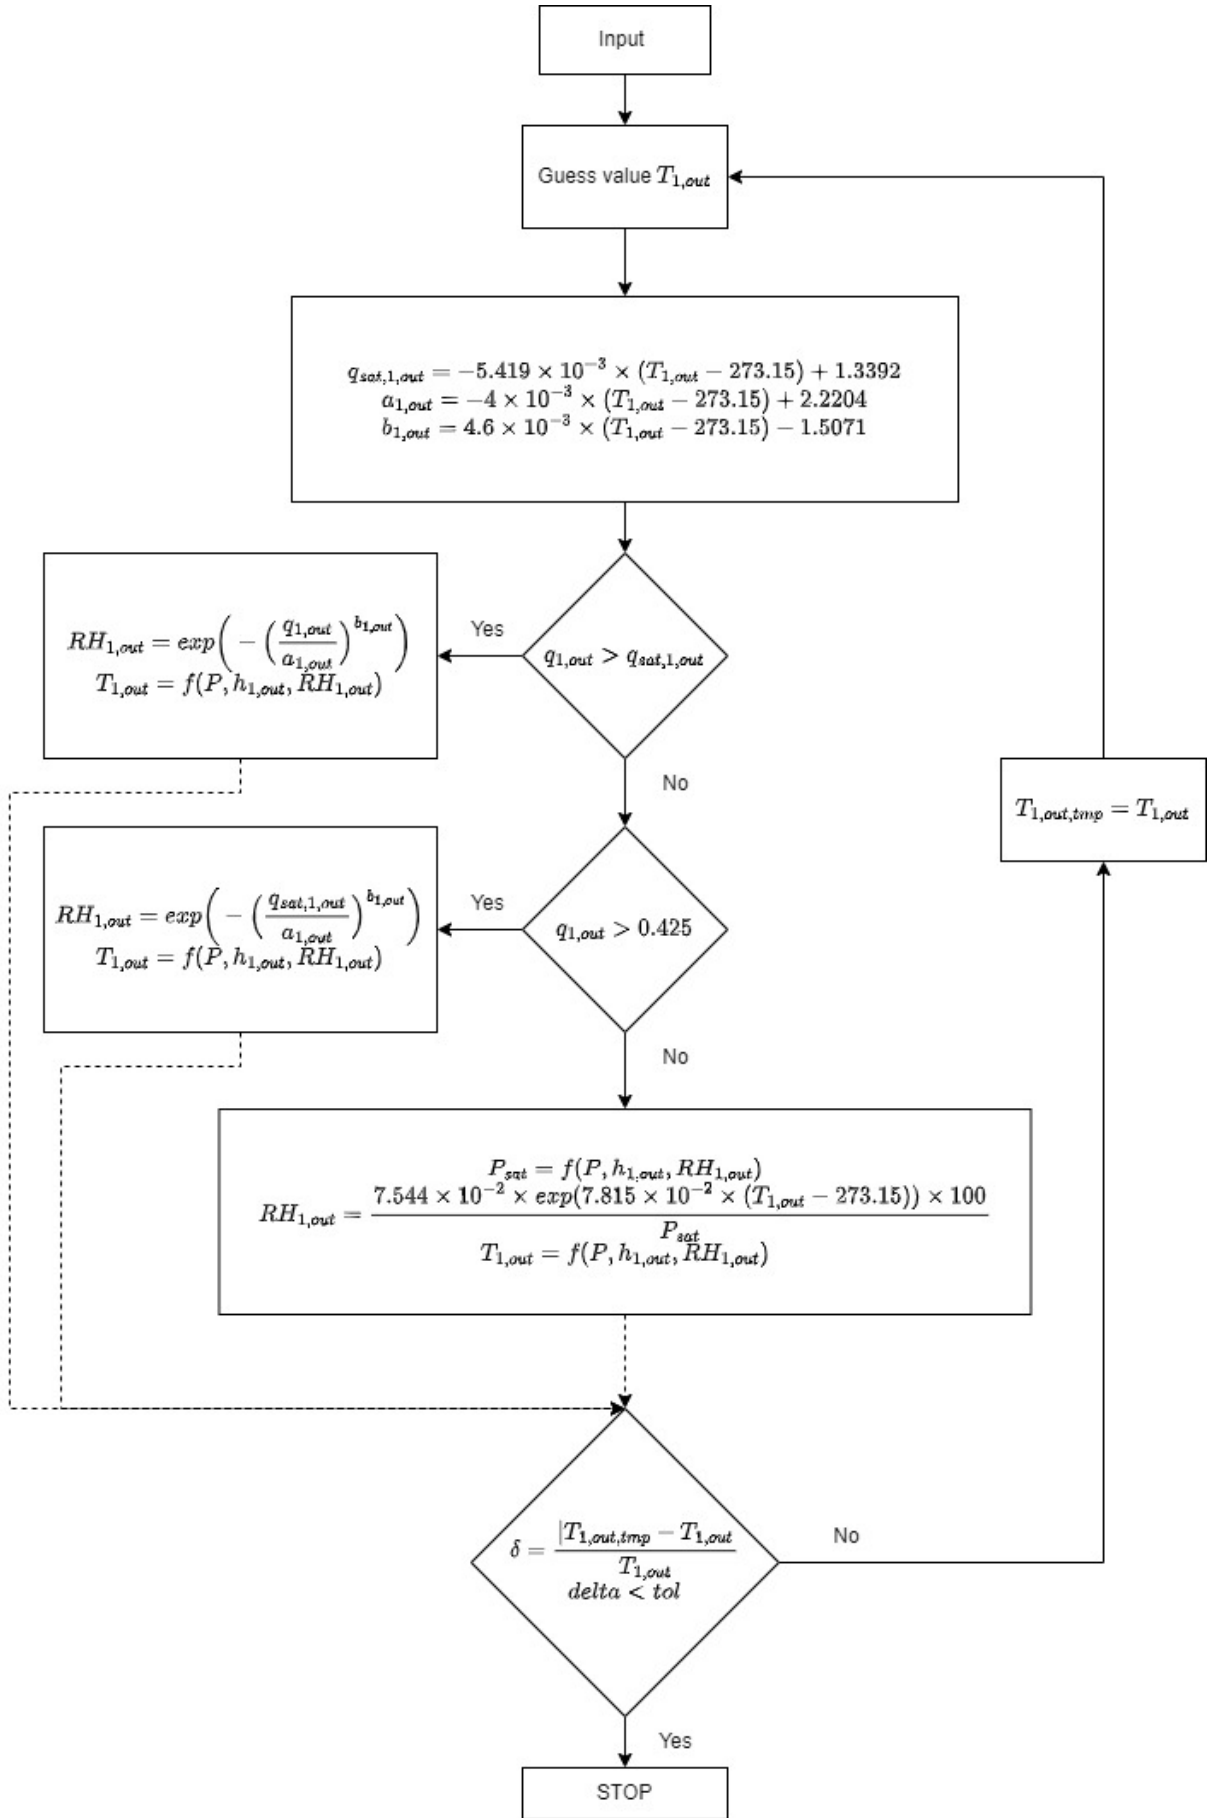 Input
Guess value T_{1,out}
q_{sat,1,out} = −5.419 × 10^{−3} × (T_{1,out} − 273.15) + 1.3392
a_{1,out} = −4 × 10^{−3} × (T_{1,out} − 273.15) + 2.2204
b_{1,out} = 4.6 × 10^{−3} × (T_{1,out} − 273.15) − 1.5071
RH_{1,out} = exp(−(\frac{q_{1,out}}{a_{1,out}})^{b_{1,out}})
T_{1,out} = f(P, h_{1,out}, RH_{1,out})
Yes
q_{1,out} > q_{sat,1,out}
No
T_{1,out,tmp} = T_{1,out}
RH_{1,out} = exp(−(\frac{q_{sat,1,out}}{a_{1,out}})^{b_{1,out}})
T_{1,out} = f(P, h_{1,out}, RH_{1,out})
Yes
q_{1,out} > 0.425
No
P_{sat} = f(P, h_{1,out}, RH_{1,out})
RH_{1,out} = \frac{7.544 × 10^{−2} × exp(7.815 × 10^{−2} × (T_{1,out} − 273.15)) × 100}{P_{sat}}
T_{1,out} = f(P, h_{1,out}, RH_{1,out})
δ = \frac{|T_{1,out,tmp} − T_{1,out}}{T_{1,out}}
delta < tol
No
Yes
STOP